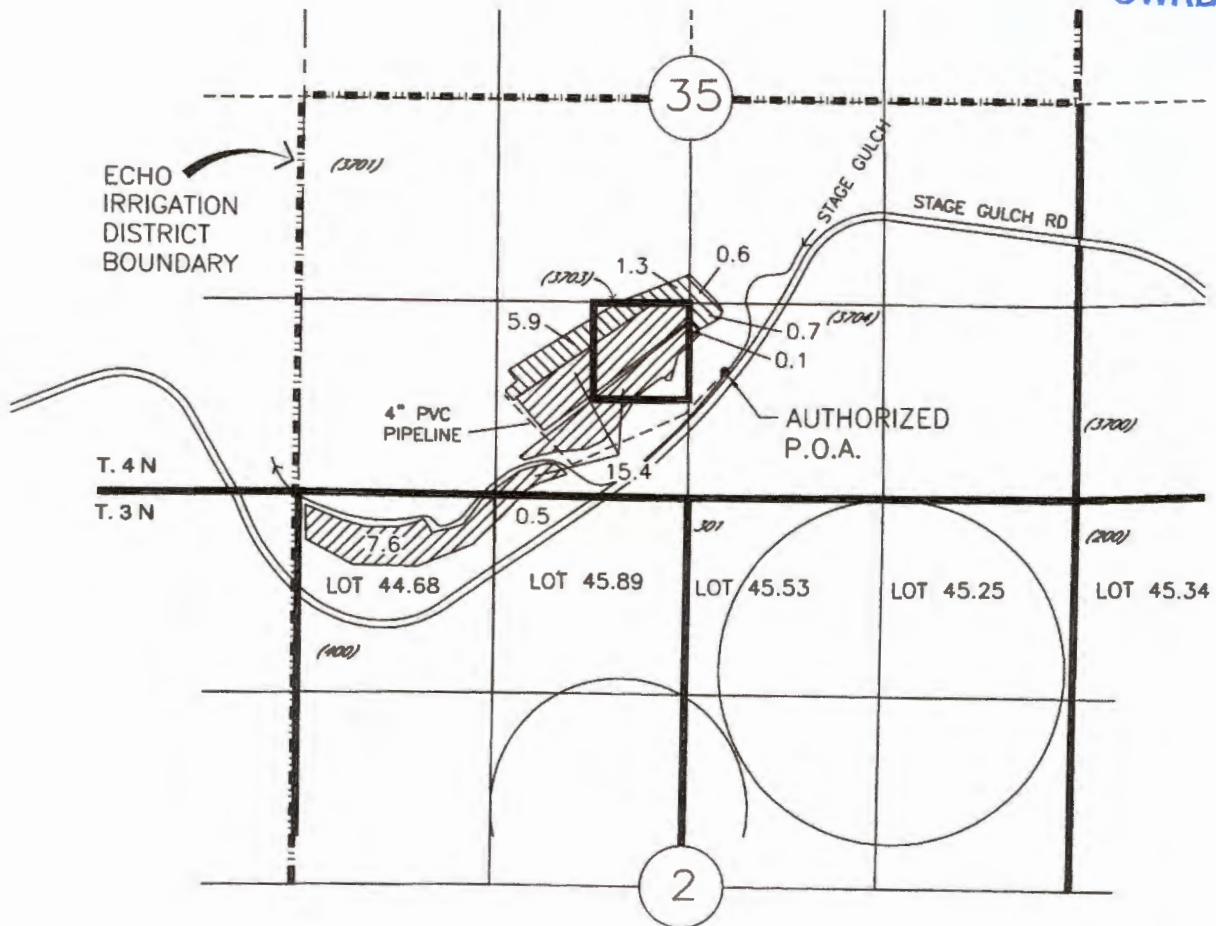 35
ECHO
IRRIGATION
DISTRICT
BOUNDARY
(3701)
STAGE GULCH
STAGE GULCH RD
(3703)
1.3
0.6
5.9
0.7
(3704)
0.1
4" PVC
PIPELINE
AUTHORIZED
P.O.A.
(3700)
15.4
T. 4 N
T. 3 N
0.5
301
(200)
7.6
LOT 44.68
LOT 45.89
LOT 45.53
LOT 45.25
LOT 45.34
(400)
2